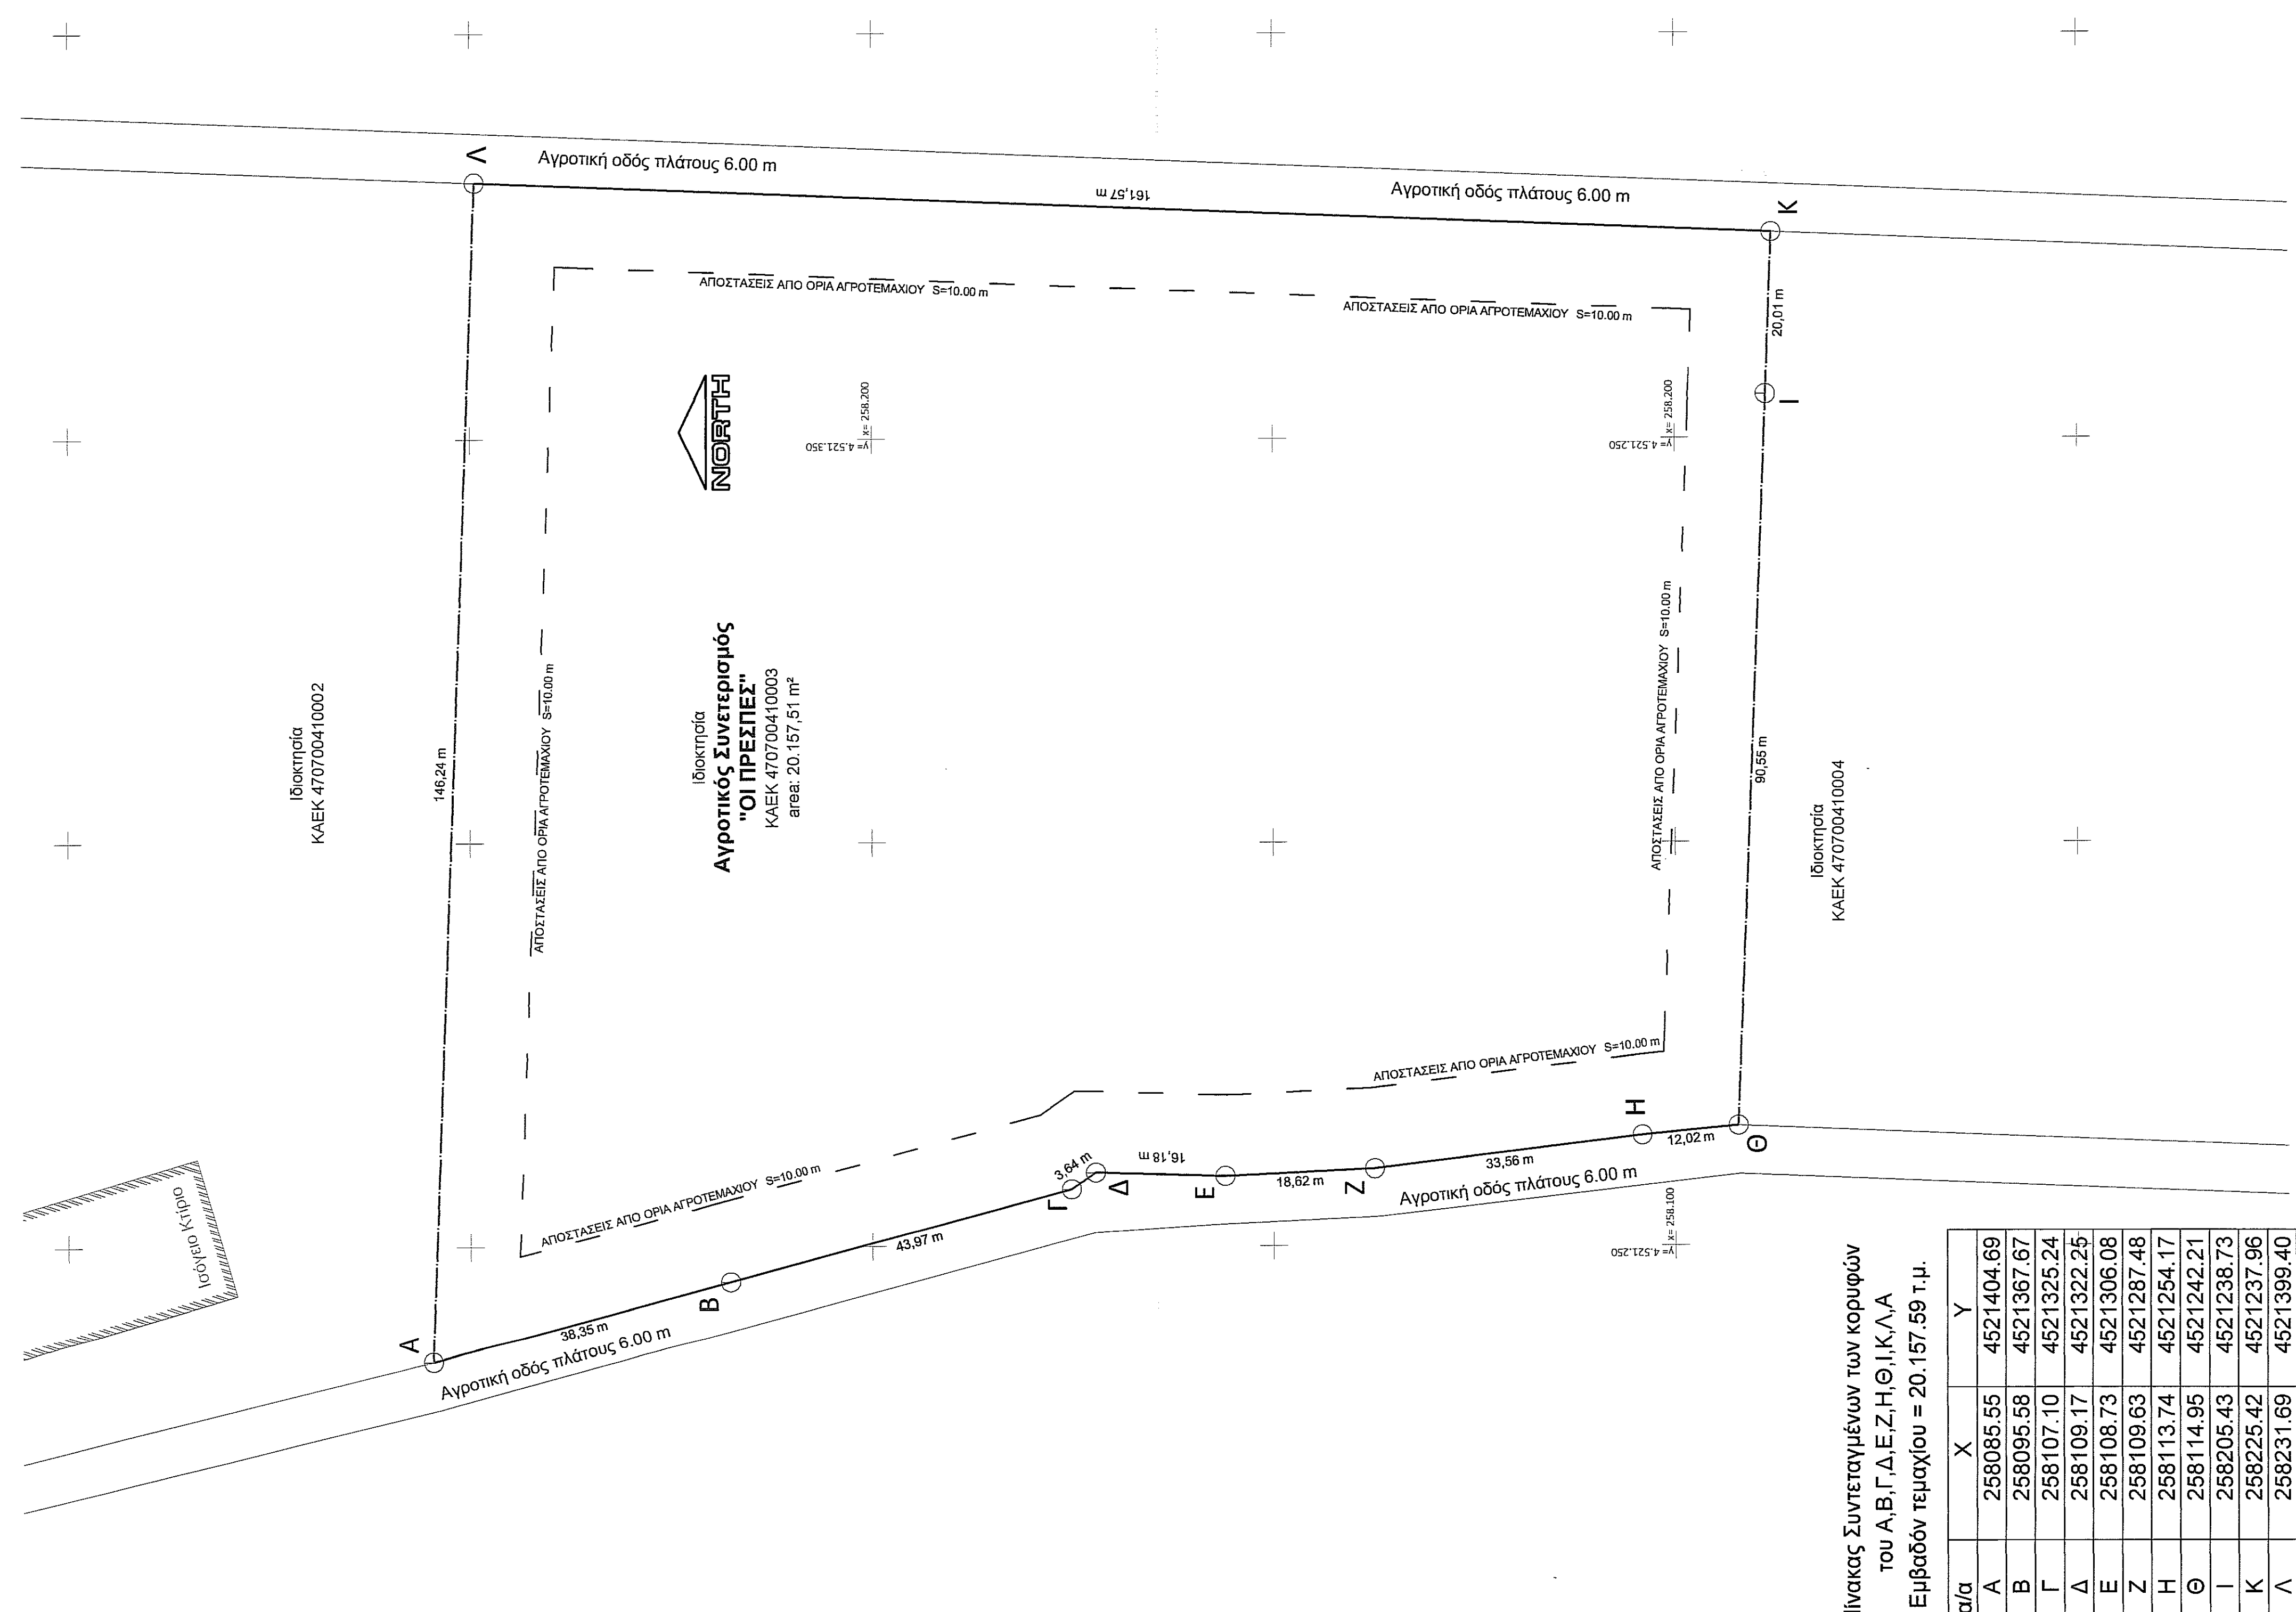 Λ
Αγροτική οδός πλάτους 6.00 m
161,57 m
Αγροτική οδός πλάτους 6.00 m
Κ
ΑΠΟΣΤΑΣΕΙΣ ΑΠΟ ΟΡΙΑ ΑΓΡΟΤΕΜΑΧΙΟΥ S=10.00 m
ΑΠΟΣΤΑΣΕΙΣ ΑΠΟ ΟΡΙΑ ΑΓΡΟΤΕΜΑΧΙΟΥ S=10.00 m
20,01 m
Ι
NORTH
x= 258.200
y= 4.521.350
x= 258.200
y= 4.521.250
Ιδιοκτησία
ΚΑΕΚ 470700410002
146,24 m
ΑΠΟΣΤΑΣΕΙΣ ΑΠΟ ΟΡΙΑ ΑΓΡΟΤΕΜΑΧΙΟΥ S=10.00 m
Ιδιοκτησία
Αγροτικός Συνετερισμός
"ΟΙ ΠΡΕΣΠΕΣ"
ΚΑΕΚ 470700410003
area: 20.157,51 m²
ΑΠΟΣΤΑΣΕΙΣ ΑΠΟ ΟΡΙΑ ΑΓΡΟΤΕΜΑΧΙΟΥ S=10.00 m
90,55 m
Ιδιοκτησία
ΚΑΕΚ 470700410004
Ισόγειο Κτίριο
ΑΠΟΣΤΑΣΕΙΣ ΑΠΟ ΟΡΙΑ ΑΓΡΟΤΕΜΑΧΙΟΥ S=10.00 m
ΑΠΟΣΤΑΣΕΙΣ ΑΠΟ ΟΡΙΑ ΑΓΡΟΤΕΜΑΧΙΟΥ S=10.00 m
Α
38,35 m
Αγροτική οδός πλάτους 6.00 m
Β
43,97 m
Γ
3,64 m
Δ
16,18 m
Ε
18,62 m
Ζ
33,56 m
Αγροτική οδός πλάτους 6.00 m
Η
12,02 m
Θ
x= 258.100
y= 4.521.250
Συντεταγμένων των κορυφών
του Α,Β,Γ,Δ,Ε,Ζ,Η,Θ,Ι,Κ,Λ,Α
Εμβαδόν τεμαχίου = 20.157.59 τ.μ.
α/α X Y
Α 258085.55 4521404.69
Β 258095.58 4521367.67
Γ 258107.10 4521325.24
Δ 258109.17 4521322.25
Ε 258108.73 4521306.08
Ζ 258109.63 4521287.48
Η 258113.74 4521254.17
Θ 258114.95 4521242.21
Ι 258205.43 4521238.73
Κ 258225.42 4521237.96
Λ 258231.69 4521399.40